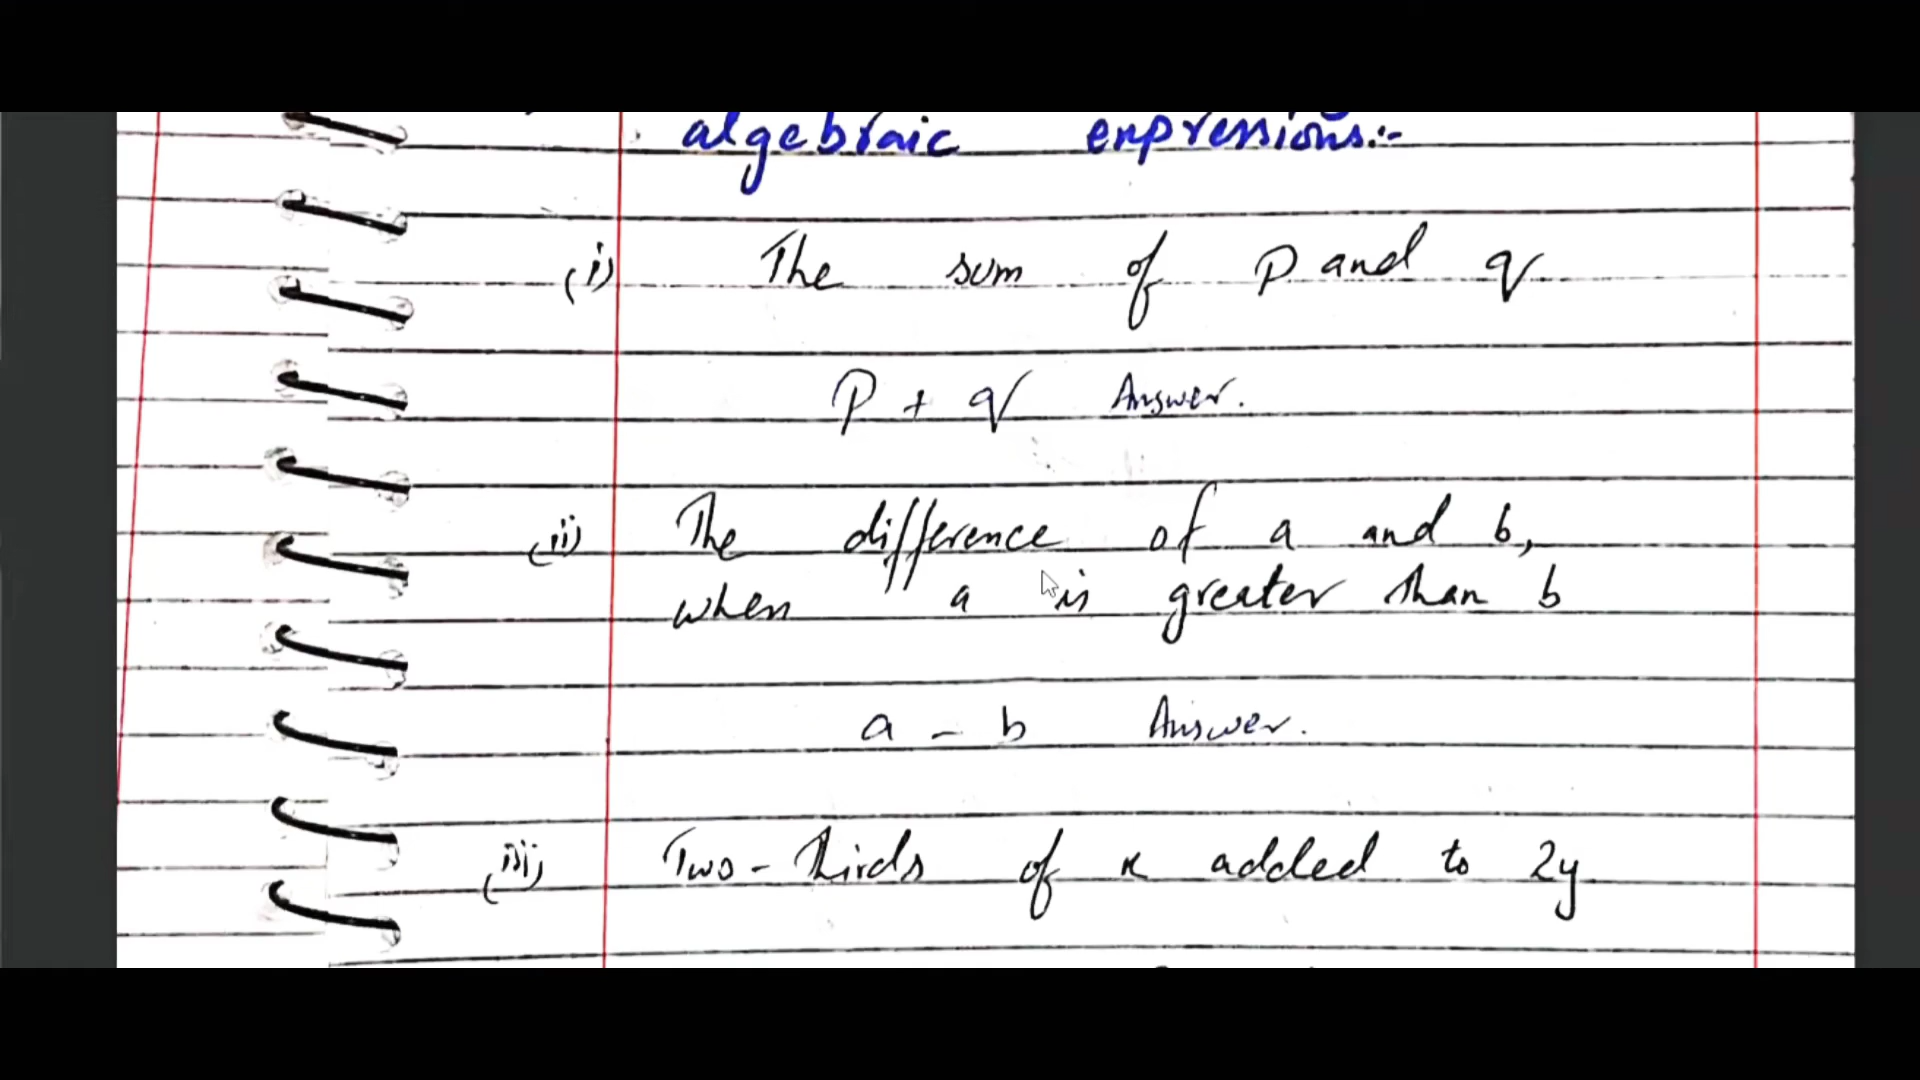 algebraic expressions:-
(i) The sum of p and q
p + q Answer.
(ii) The difference of a and b,
when a is greater than b
a - b Answer.
(iii) Two-thirds of x added to 2y